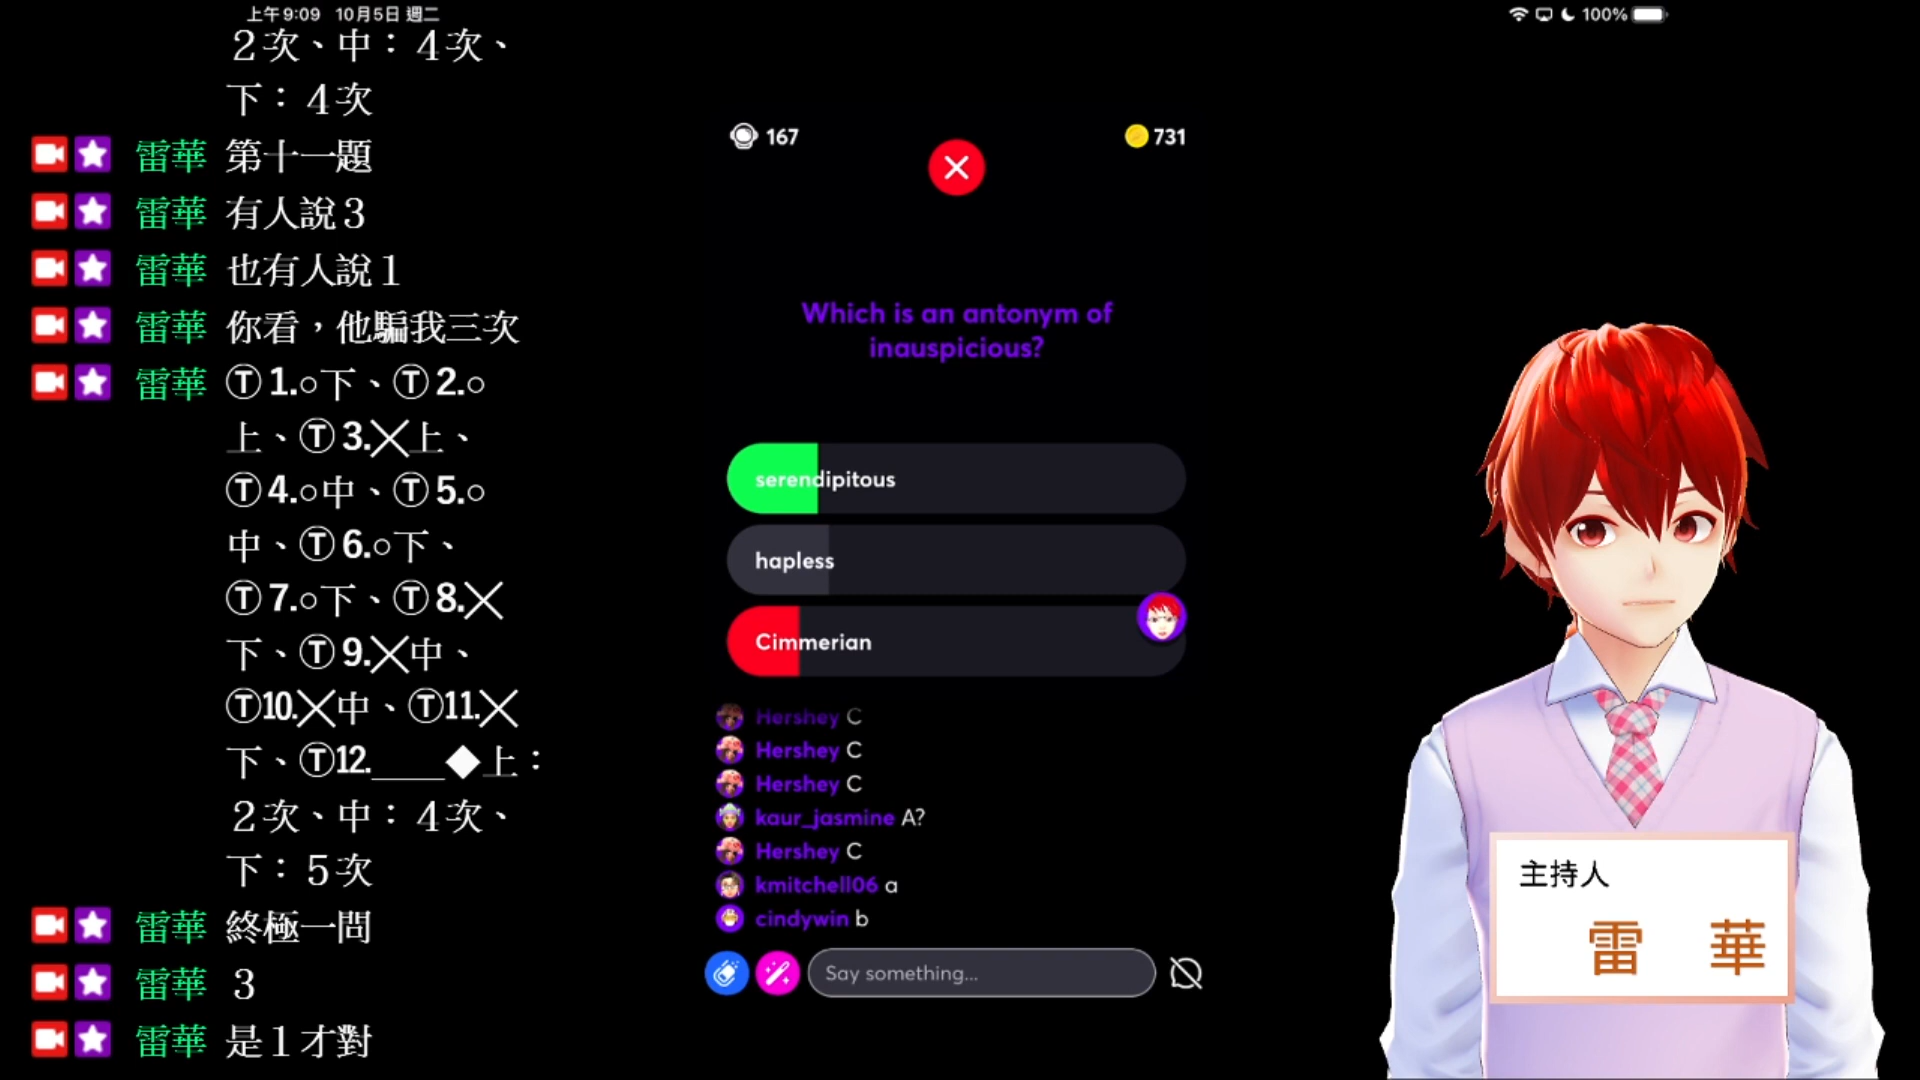 上午9:09 10月5日 週二
100%
2次、中：4次、
下：4次
雷華 第十一題
雷華 有人說3
雷華 也有人說1
雷華 你看，他騙我三次
雷華 Ⓣ1.○下、Ⓣ2.○
上、Ⓣ3.╳上、
Ⓣ4.○中、Ⓣ5.○
中、Ⓣ6.○下、
Ⓣ7.○下、Ⓣ8.╳
下、Ⓣ9.╳中、
Ⓣ10.╳中、Ⓣ11.╳
下、Ⓣ12.____◆上：
2次、中：4次、
下：5次
雷華 終極一問
雷華 3
雷華 是1才對
167
731
Which is an antonym of
inauspicious?
serendipitous
hapless
Cimmerian
Hershey C
Hershey C
Hershey C
kaur_jasmine A?
Hershey C
kmitchell06 a
cindywin b
Say something...
主持人
雷 華